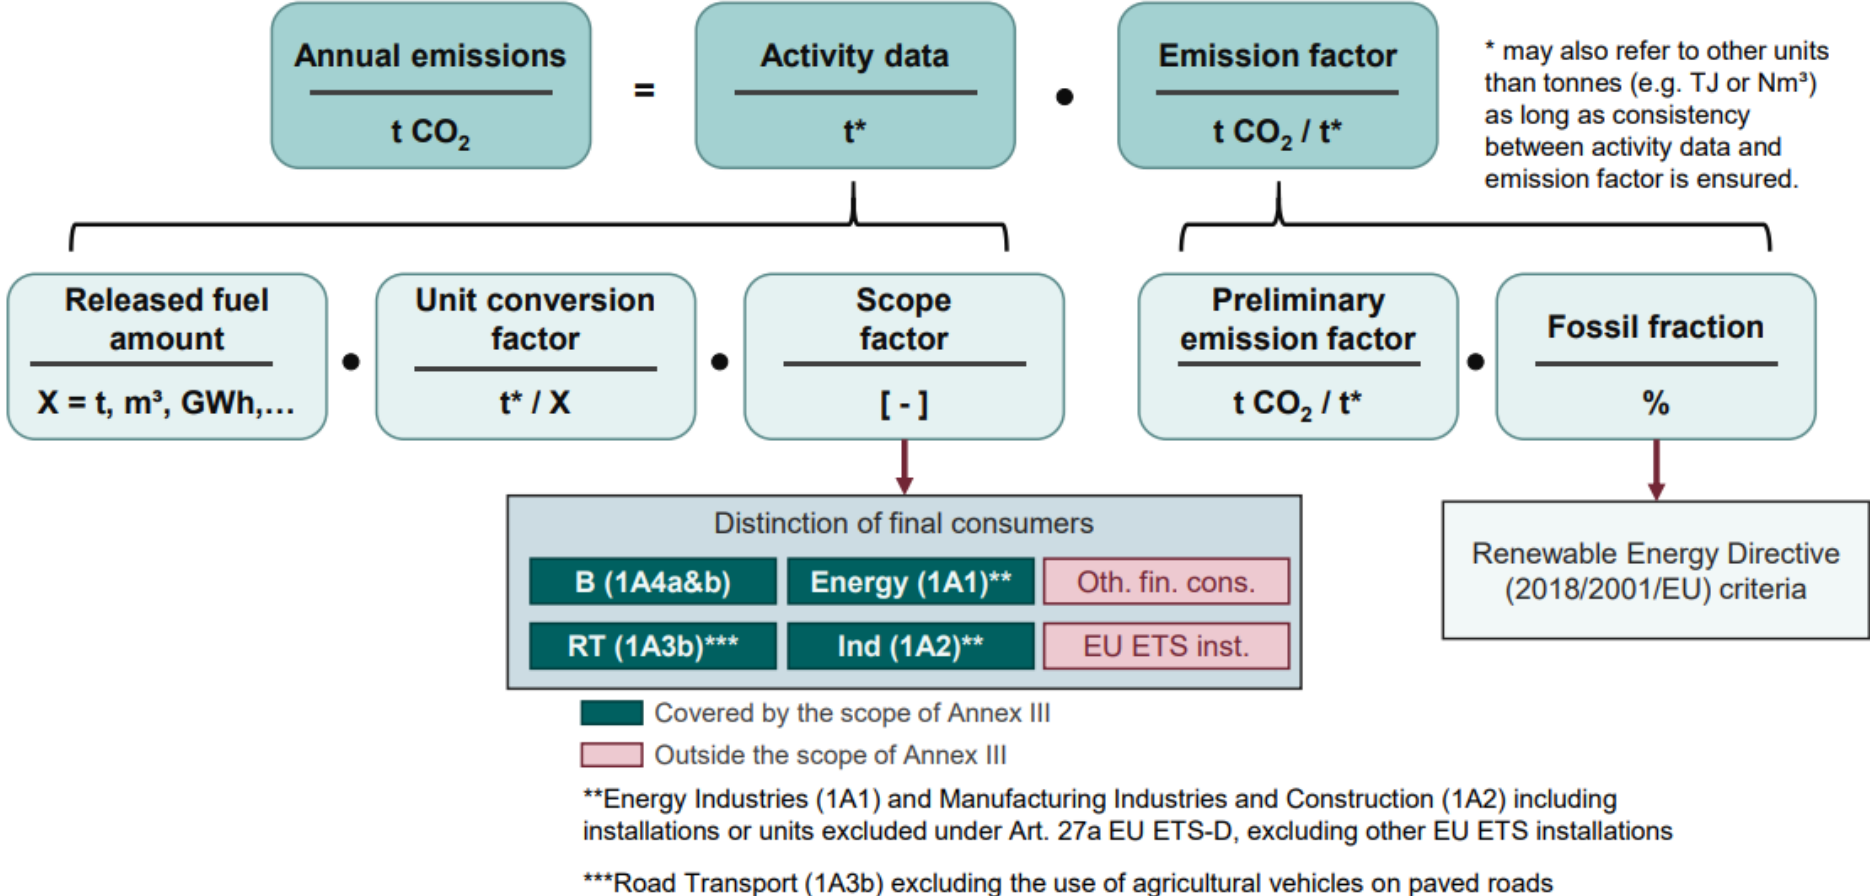 Annual emissions
t CO₂
=
Activity data
t*
•
Emission factor
t CO₂ / t*
* may also refer to other units
than tonnes (e.g. TJ or Nm³)
as long as consistency
between activity data and
emission factor is ensured.
Released fuel
amount
X = t, m³, GWh,...
•
Unit conversion
factor
t* / X
•
Scope
factor
[ - ]
Preliminary
emission factor
t CO₂ / t*
•
Fossil fraction
%
Distinction of final consumers
B (1A4a&b)
Energy (1A1)**
Oth. fin. cons.
RT (1A3b)***
Ind (1A2)**
EU ETS inst.
Renewable Energy Directive
(2018/2001/EU) criteria
Covered by the scope of Annex III
Outside the scope of Annex III
**Energy Industries (1A1) and Manufacturing Industries and Construction (1A2) including
installations or units excluded under Art. 27a EU ETS-D, excluding other EU ETS installations
***Road Transport (1A3b) excluding the use of agricultural vehicles on paved roads